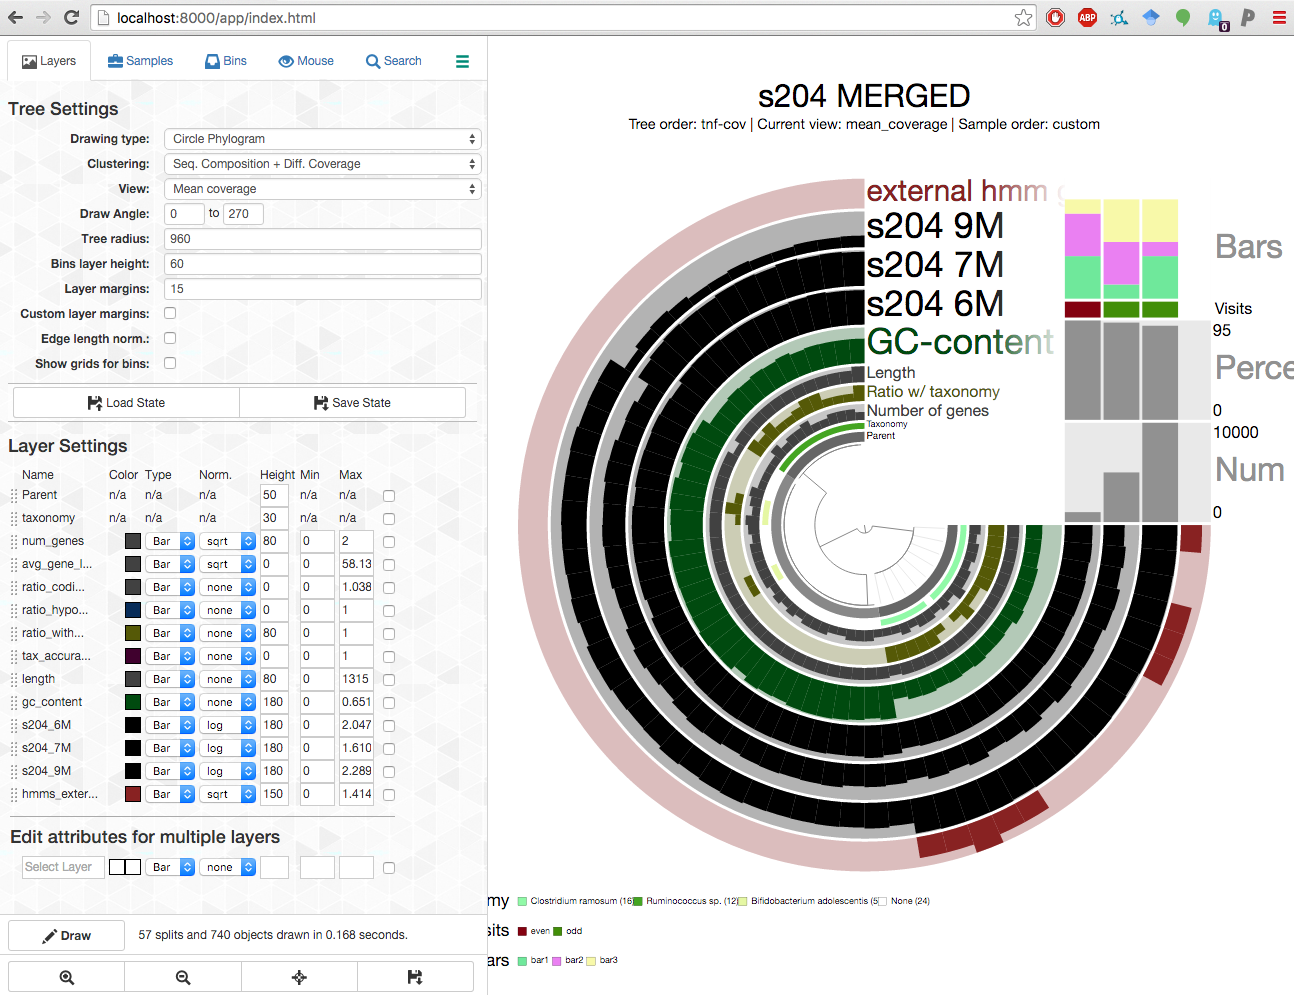 localhost:8000/app/index.html
ABP
0
Layers Samples Bins Mouse Search
Tree Settings
Drawing type: Circle Phylogram
Clustering: Seq. Composition + Diff. Coverage
View: Mean coverage
Draw Angle: 0 to 270
Tree radius: 960
Bins layer height: 60
Layer margins: 15
Custom layer margins:
Edge length norm.:
Show grids for bins:
Load State Save State
Layer Settings
Name Color Type Norm. Height Min Max
Parent n/a n/a n/a 50 n/a n/a
taxonomy n/a n/a n/a 30 n/a n/a
num_genes Bar sqrt 80 0 2
avg_gene_l... Bar sqrt 0 0 58.13
ratio_codi... Bar none 0 0 1.038
ratio_hypo... Bar none 0 0 1
ratio_with... Bar none 80 0 1
tax_accura... Bar none 0 0 1
length Bar none 80 0 1315
gc_content Bar none 180 0 0.651
s204_6M Bar log 180 0 2.047
s204_7M Bar log 180 0 1.610
s204_9M Bar log 180 0 2.289
hmms_exter... Bar sqrt 150 0 1.414
Edit attributes for multiple layers
Select Layer Bar none
Draw 57 splits and 740 objects drawn in 0.168 seconds.
s204 MERGED
Tree order: tnf-cov | Current view: mean_coverage | Sample order: custom
external hmm g
s204 9M
s204 7M
s204 6M
GC-content
Length
Ratio w/ taxonomy
Number of genes
Taxonomy
Parent
Bars
Visits
95
Perce
0
10000
Num
0
my Clostridium ramosum (16 Ruminococcus sp. (12) Bifidobacterium adolescentis (5 None (24)
sits even odd
ars bar1 bar2 bar3